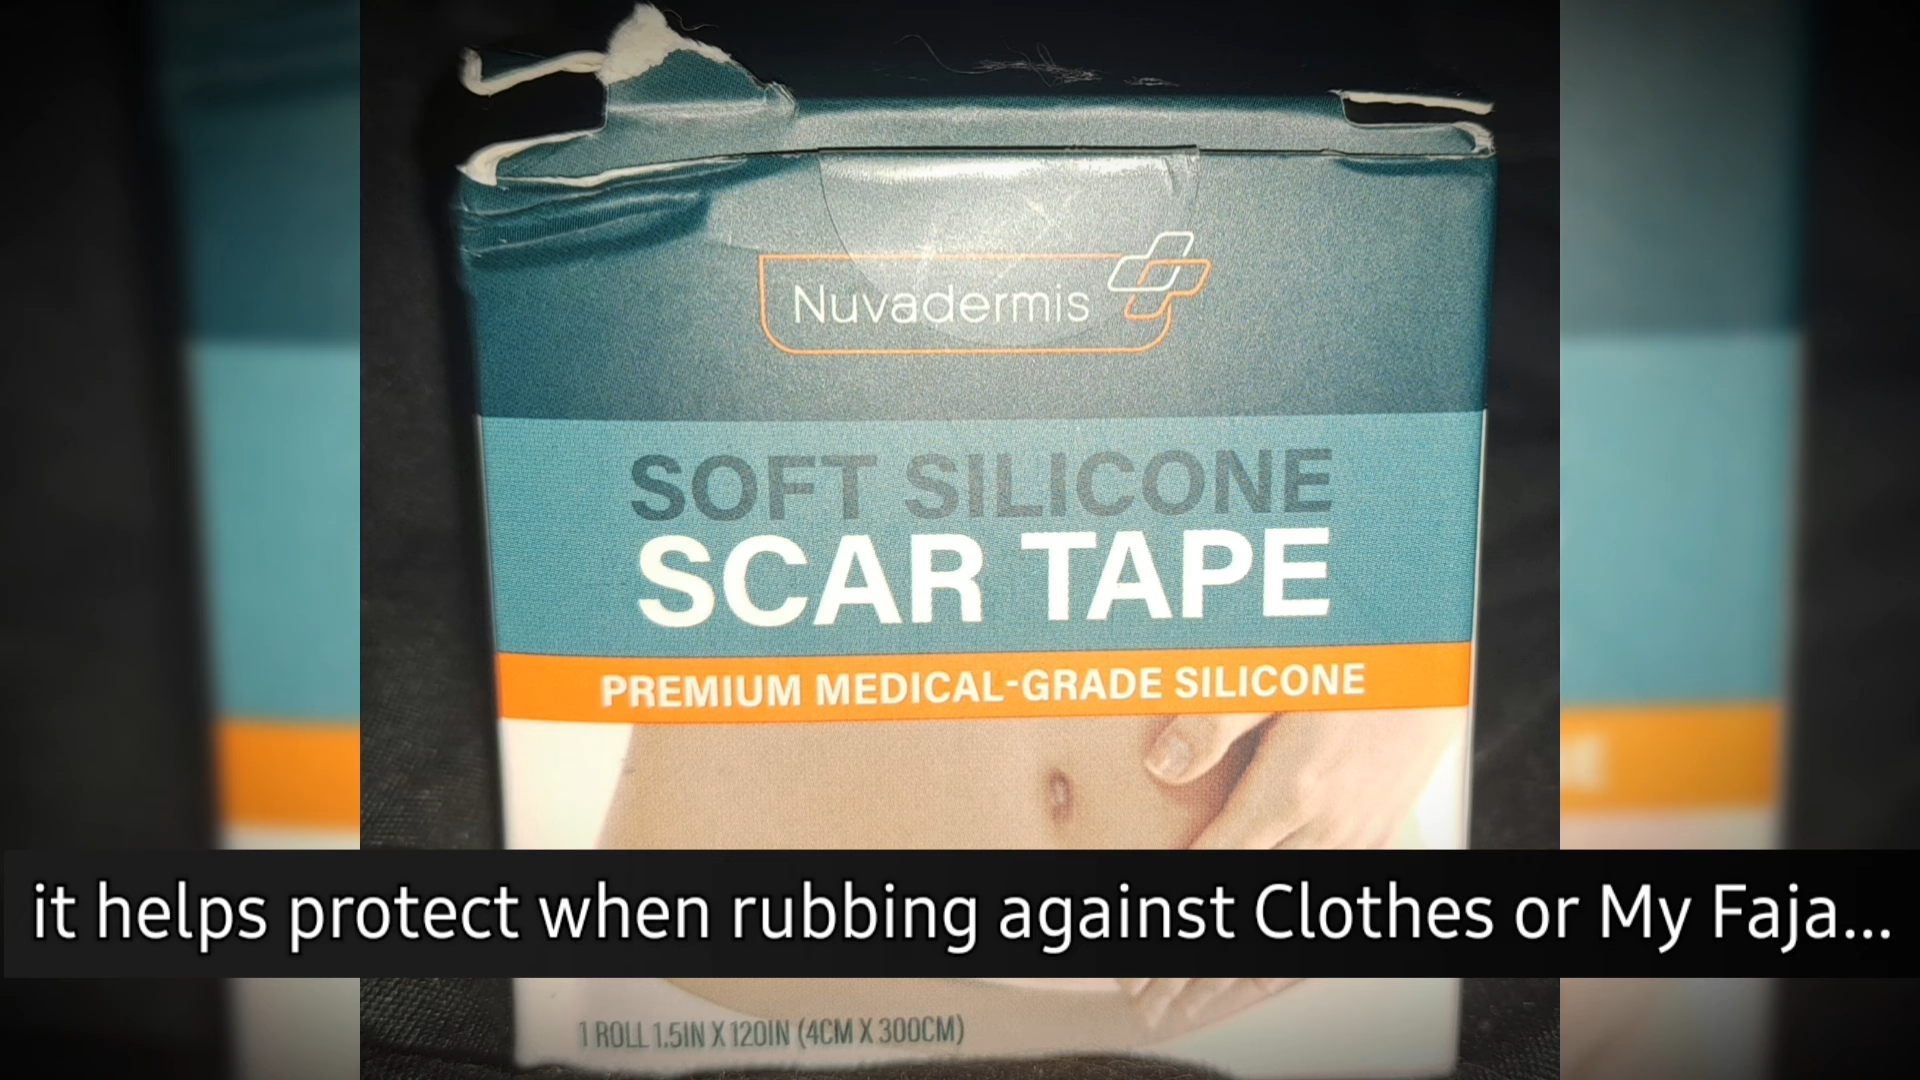 Nuvadermis
SOFT SILICONE
SCAR TAPE
PREMIUM MEDICAL-GRADE SILICONE
it helps protect when rubbing against Clothes or My Faja...
1 ROLL 1.5IN X 120IN (4CM X 300CM)